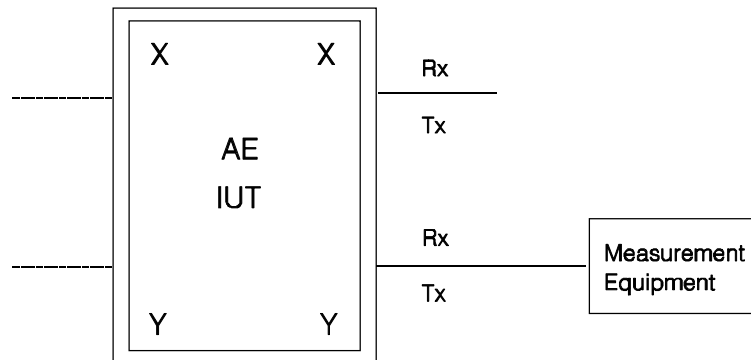 X X
Rx
Tx
AE
IUT
Rx
Tx
Measurement
Equipment
Y Y